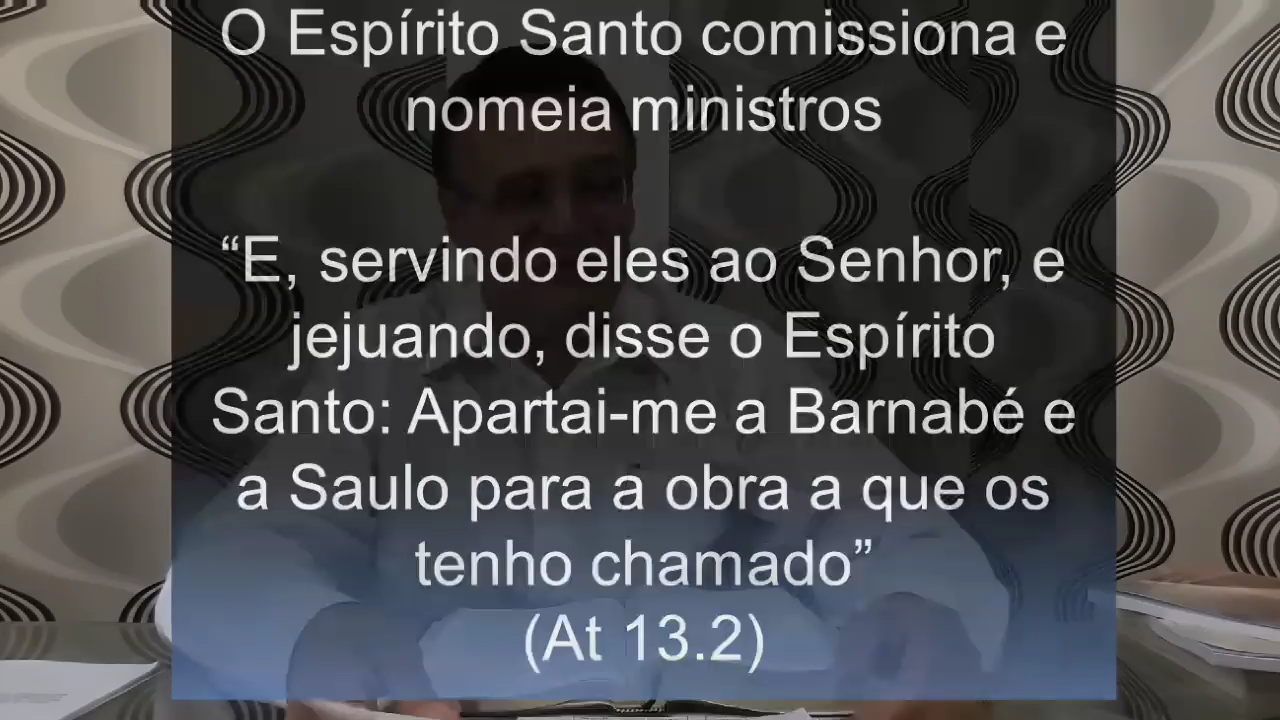 O Espírito Santo comissiona e
nomeia ministros
“E, servindo eles ao Senhor, e
jejuando, disse o Espírito
Santo: Apartai-me a Barnabé e
a Saulo para a obra a que os
tenho chamado”
(At 13.2)